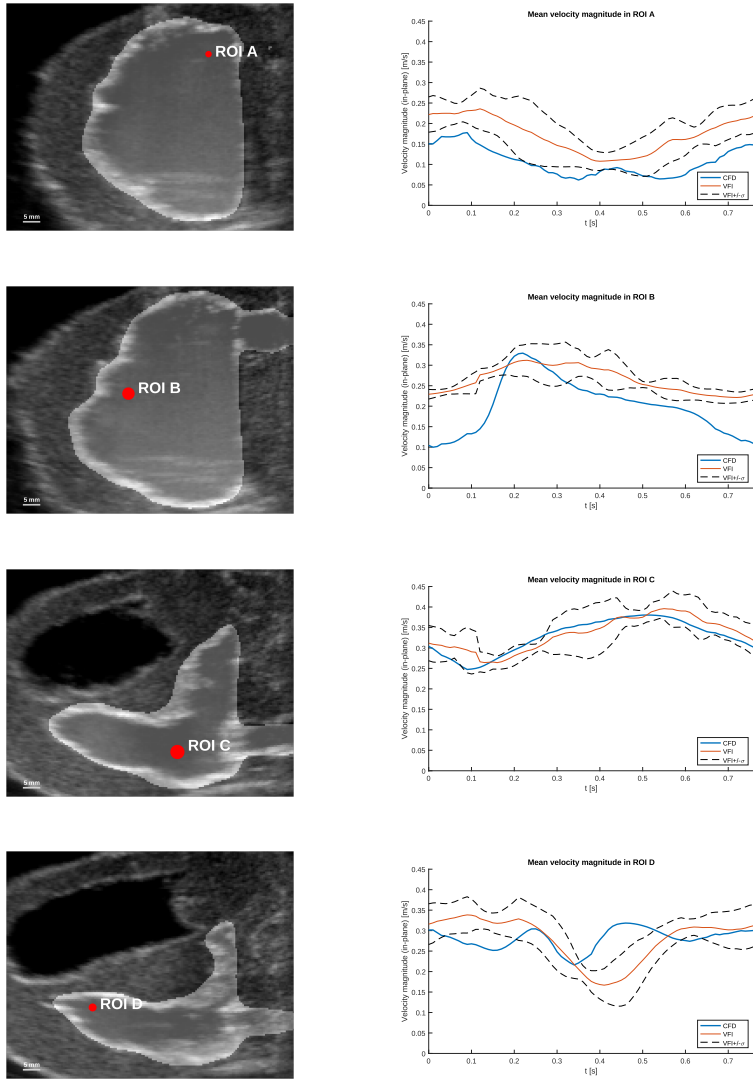 ROI A
5 mm
Mean velocity magnitude in ROI A
Velocity magnitude (in-plane) [m/s]
0.45
0.4
0.35
0.3
0.25
0.2
0.15
0.1
0.05
0
0 0.1 0.2 0.3 0.4 0.5 0.6 0.7
t [s]
CFD
VFI
VFI+/-σ
ROI B
5 mm
Mean velocity magnitude in ROI B
Velocity magnitude (in-plane) [m/s]
0.45
0.4
0.35
0.3
0.25
0.2
0.15
0.1
0.05
0
0 0.1 0.2 0.3 0.4 0.5 0.6 0.7
t [s]
CFD
VFI
VFI+/-σ
ROI C
5 mm
Mean velocity magnitude in ROI C
Velocity magnitude (in-plane) [m/s]
0.45
0.4
0.35
0.3
0.25
0.2
0.15
0.1
0.05
0
0 0.1 0.2 0.3 0.4 0.5 0.6 0.7
t [s]
CFD
VFI
VFI+/-σ
ROI D
5 mm
Mean velocity magnitude in ROI D
Velocity magnitude (in-plane) [m/s]
0.45
0.4
0.35
0.3
0.25
0.2
0.15
0.1
0.05
0
0 0.1 0.2 0.3 0.4 0.5 0.6 0.7
t [s]
CFD
VFI
VFI+/-σ